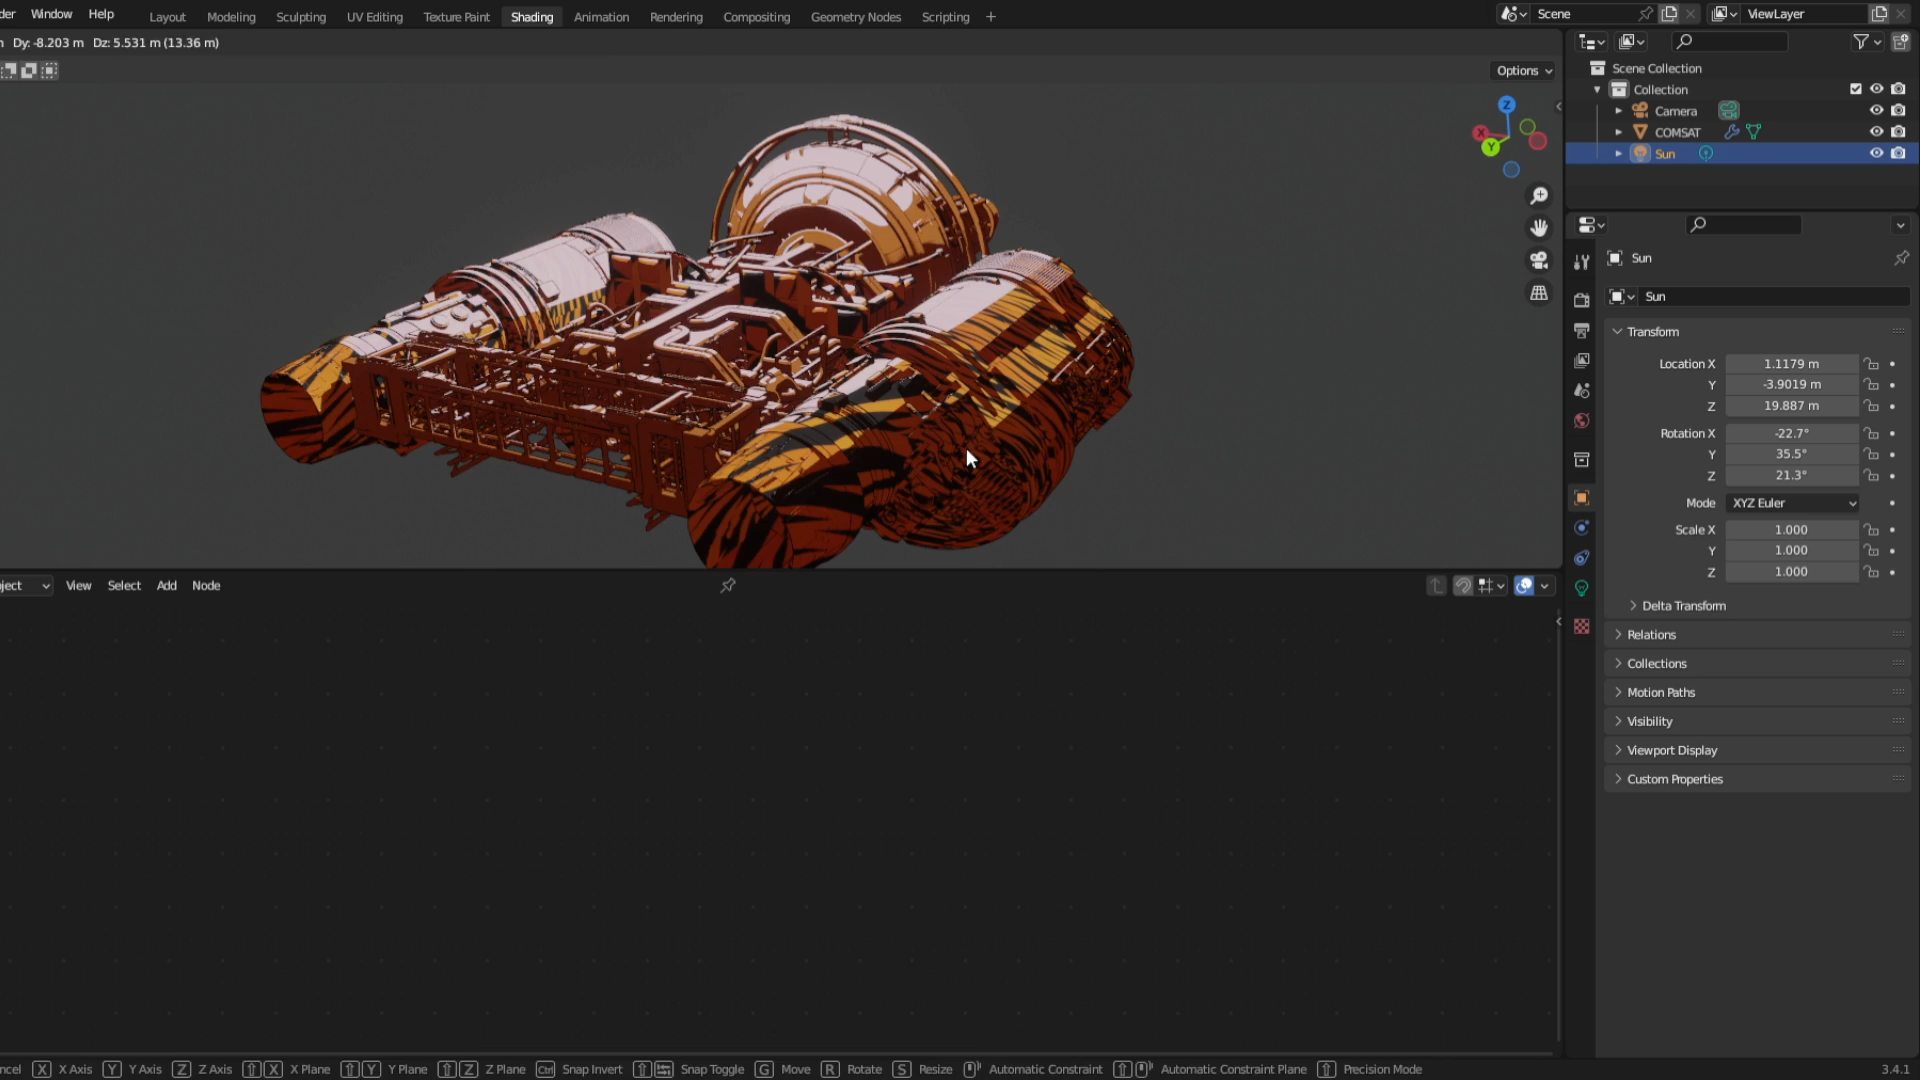 der Window Help Layout Modeling Sculpting UV Editing Texture Paint Shading Animation Rendering Compositing Geometry Nodes Scripting + Scene ViewLayer
Dy: -8.203 m Dz: 5.531 m (13.36 m)
Options
Z
X
Y
Scene Collection
Collection
Camera
COMSAT
Sun
Sun
Sun
Transform
Location X 1.1179 m
Y -3.9019 m
Z 19.887 m
Rotation X -22.7°
Y 35.5°
Z 21.3°
Mode XYZ Euler
Scale X 1.000
Y 1.000
Z 1.000
Delta Transform
Relations
Collections
Motion Paths
Visibility
Viewport Display
Custom Properties
ject View Select Add Node
ncel X X Axis Y Y Axis Z Z Axis X X Plane Y Y Plane Z Z Plane Ctrl Snap Invert Snap Toggle G Move R Rotate S Resize Automatic Constraint Automatic Constraint Plane Precision Mode 3.4.1